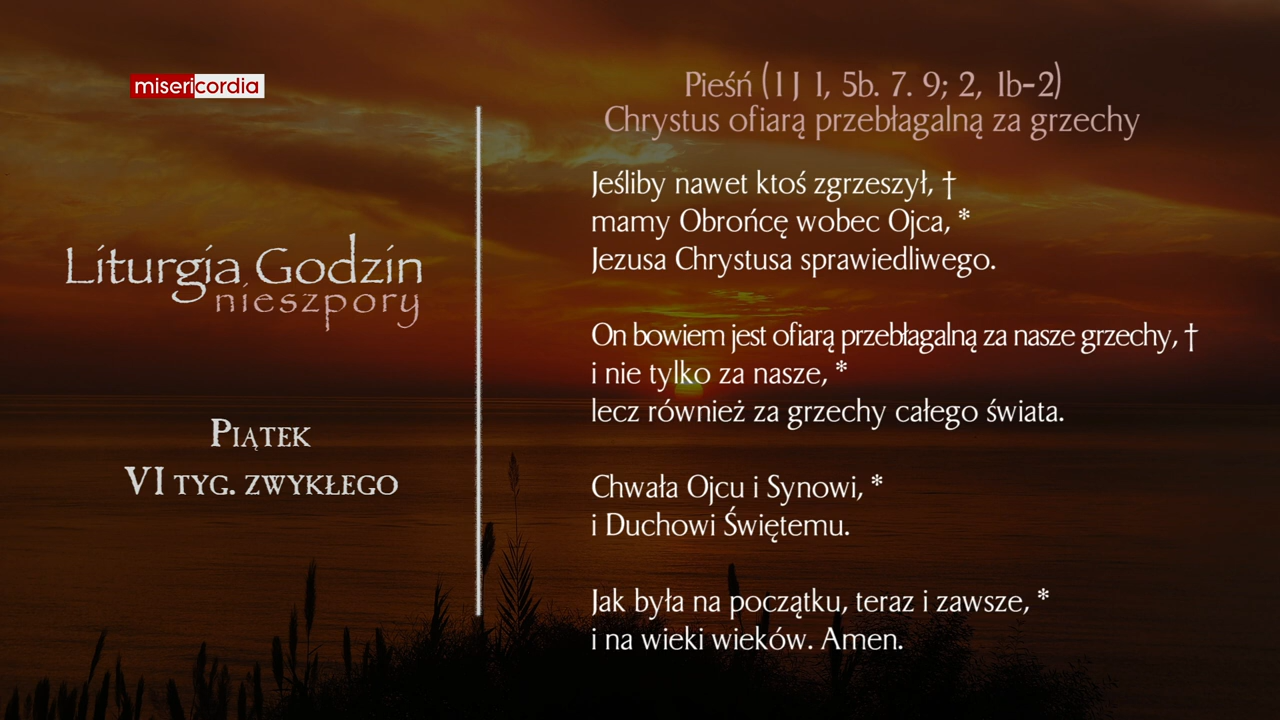 misericordia
Liturgia Godzin
nieszpory
Piątek
VI tyg. zwykłego
Pieśń (1 J 1, 5b. 7. 9; 2, 1b-2)
Chrystus ofiarą przebłagalną za grzechy
Jeśliby nawet ktoś zgrzeszył, †
mamy Obrońcę wobec Ojca, *
Jezusa Chrystusa sprawiedliwego.
On bowiem jest ofiarą przebłagalną za nasze grzechy, †
i nie tylko za nasze, *
lecz również za grzechy całego świata.
Chwała Ojcu i Synowi, *
i Duchowi Świętemu.
Jak była na początku, teraz i zawsze, *
i na wieki wieków. Amen.